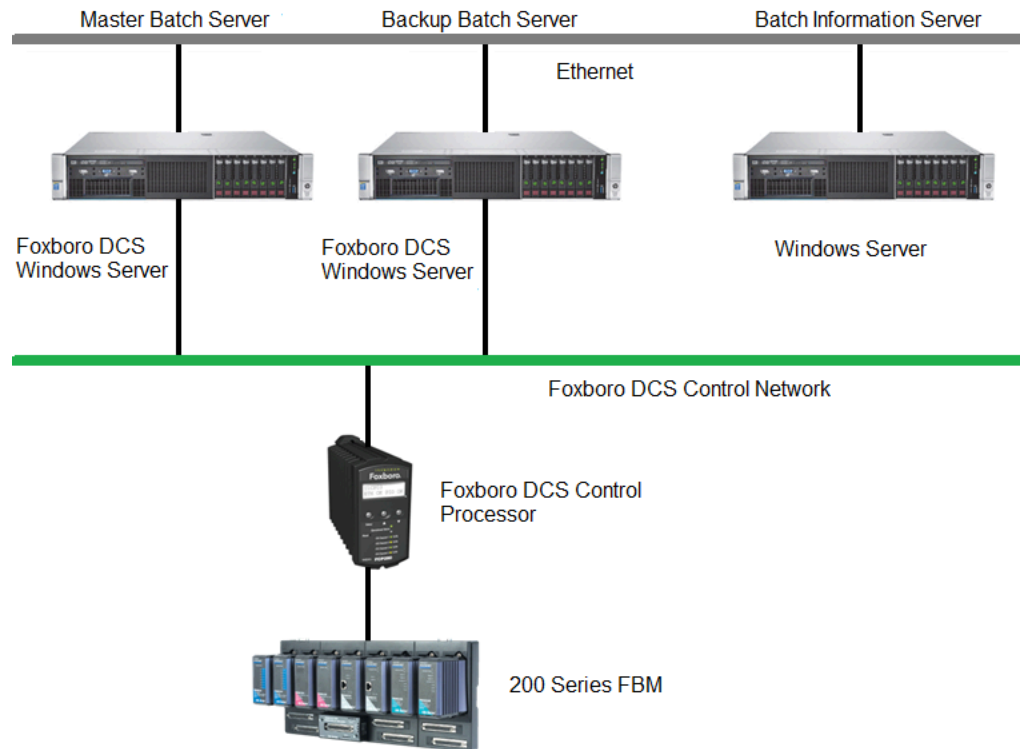 Master Batch Server
Backup Batch Server
Batch Information Server
Ethernet
Foxboro DCS
Windows Server
Foxboro DCS
Windows Server
Windows Server
Foxboro DCS Control Network
Foxboro
Foxboro DCS Control
Processor
200 Series FBM